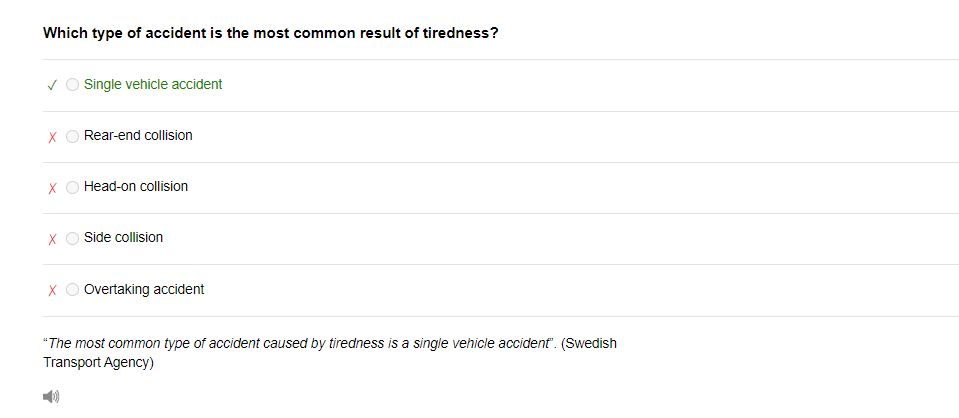 Which type of accident is the most common result of tiredness?
✓ Single vehicle accident
X Rear-end collision
X Head-on collision
X Side collision
X Overtaking accident
“The most common type of accident caused by tiredness is a single vehicle accident”. (Swedish
Transport Agency)